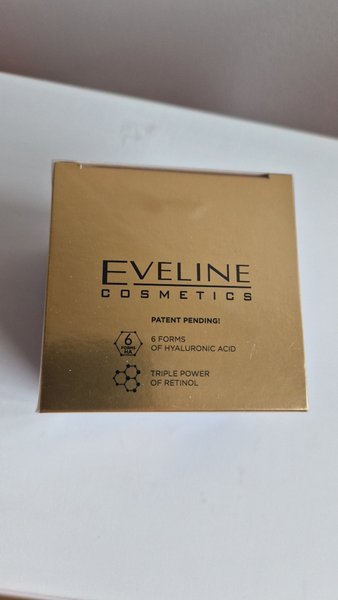 EVELINE
COSMETICS
PATENT PENDING!
6
FORMS
HA
6 FORMS
OF HYALURONIC ACID
TRIPLE POWER
OF RETINOL